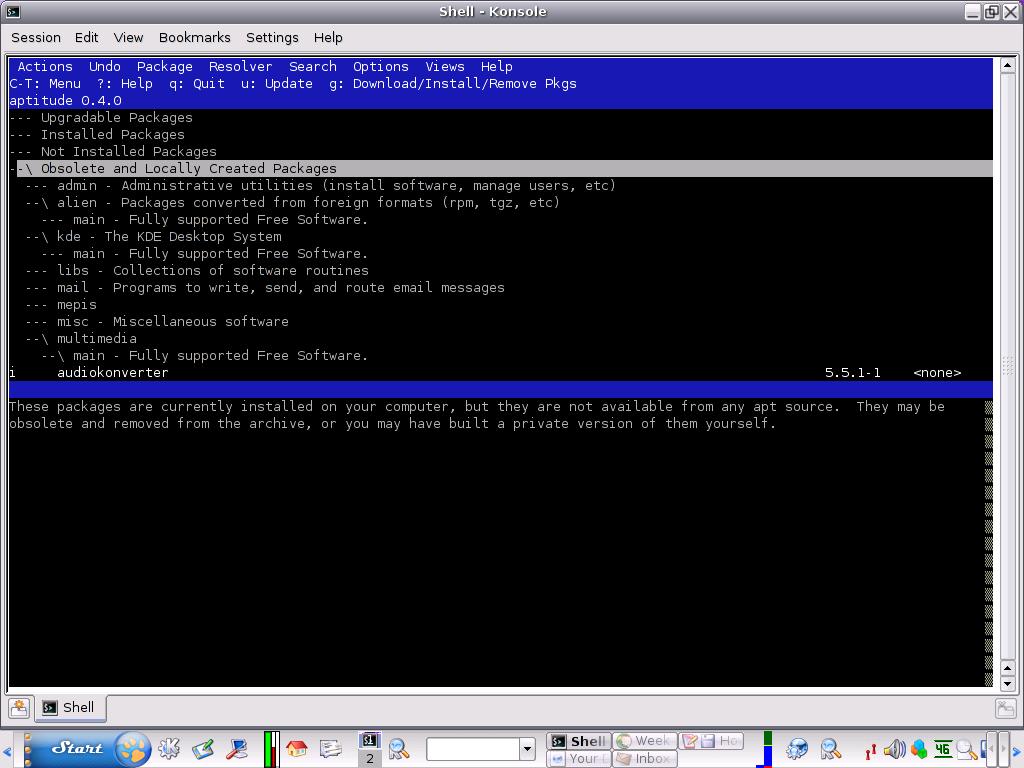 Shell - Konsole
Session Edit View Bookmarks Settings Help
Actions Undo Package Resolver Search Options Views Help
C-T: Menu ?: Help q: Quit u: Update g: Download/Install/Remove Pkgs
aptitude 0.4.0
--- Upgradable Packages
--- Installed Packages
--- Not Installed Packages
--\ Obsolete and Locally Created Packages
--- admin - Administrative utilities (install software, manage users, etc)
--\ alien - Packages converted from foreign formats (rpm, tgz, etc)
--- main - Fully supported Free Software.
--\ kde - The KDE Desktop System
--- main - Fully supported Free Software.
--- libs - Collections of software routines
--- mail - Programs to write, send, and route email messages
--- mepis
--- misc - Miscellaneous software
--\ multimedia
--\ main - Fully supported Free Software.
i audiokonverter 5.5.1-1 <none>
These packages are currently installed on your computer, but they are not available from any apt source. They may be
obsolete and removed from the archive, or you may have built a private version of them yourself.
Shell
Start 2 Shell Week Ho
Your Inbox
46